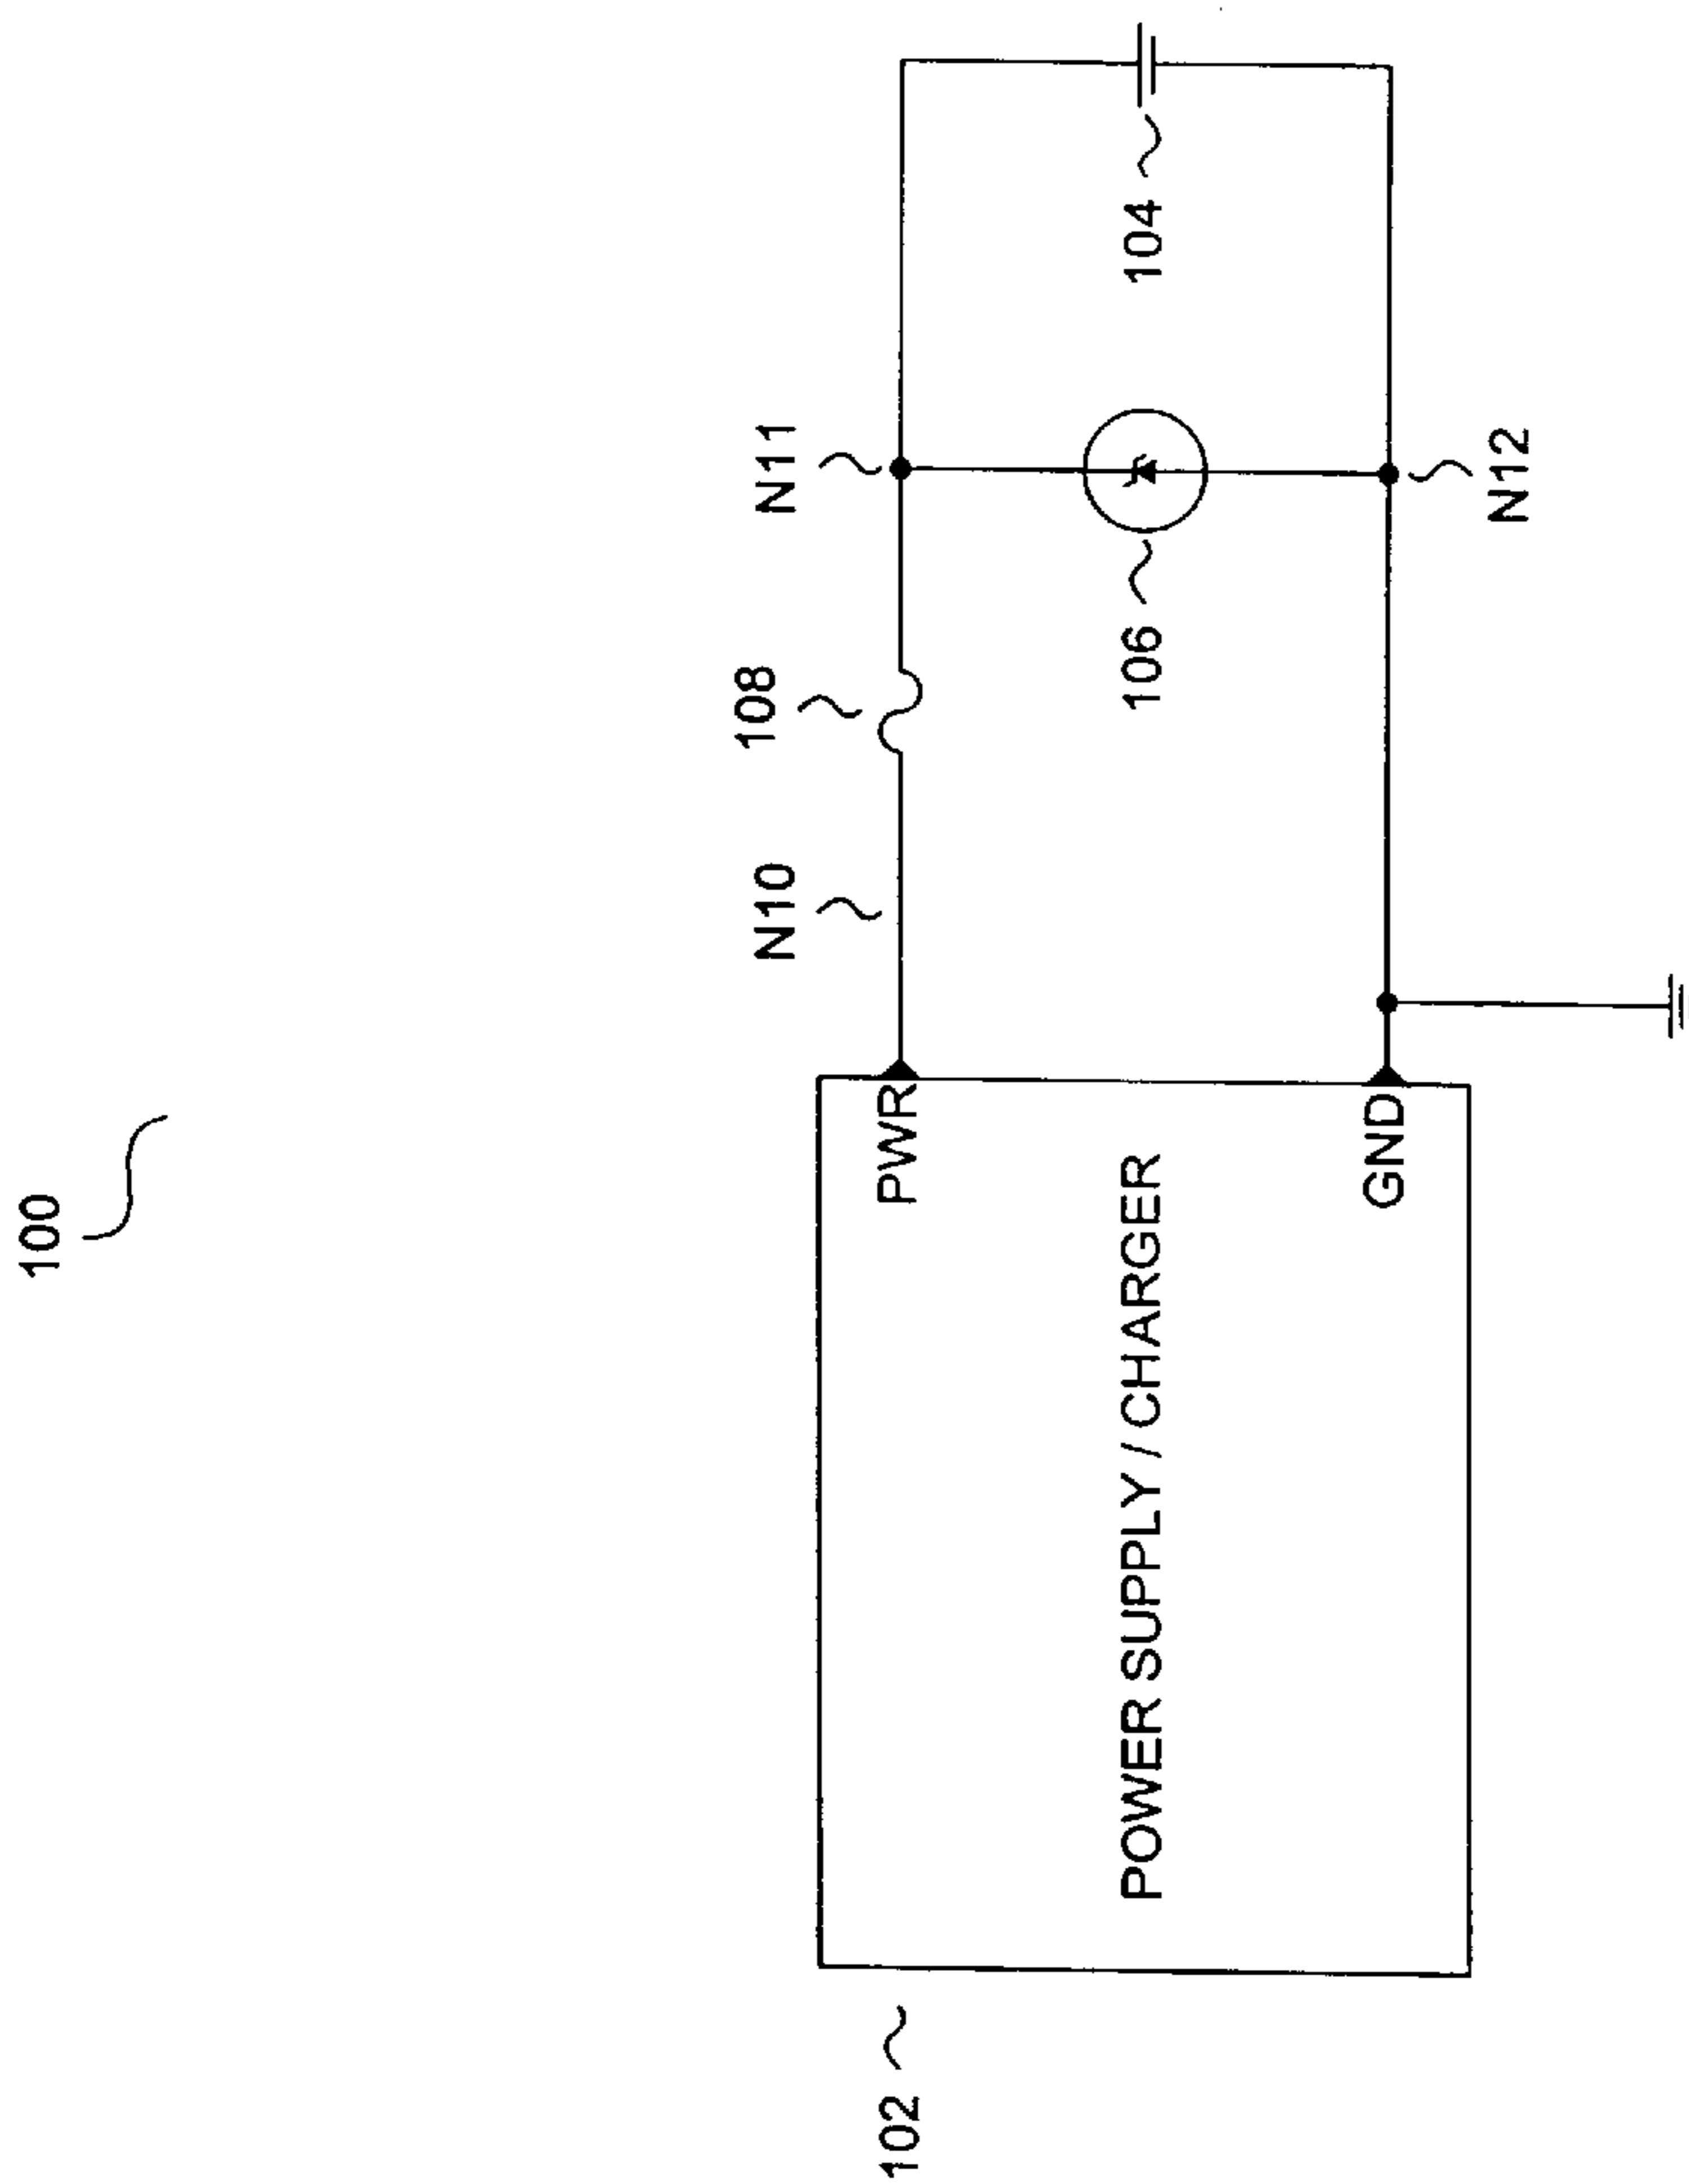 100
N10
108
N11
102
PWR
POWER SUPPLY / CHARGER
106
104
GND
N12